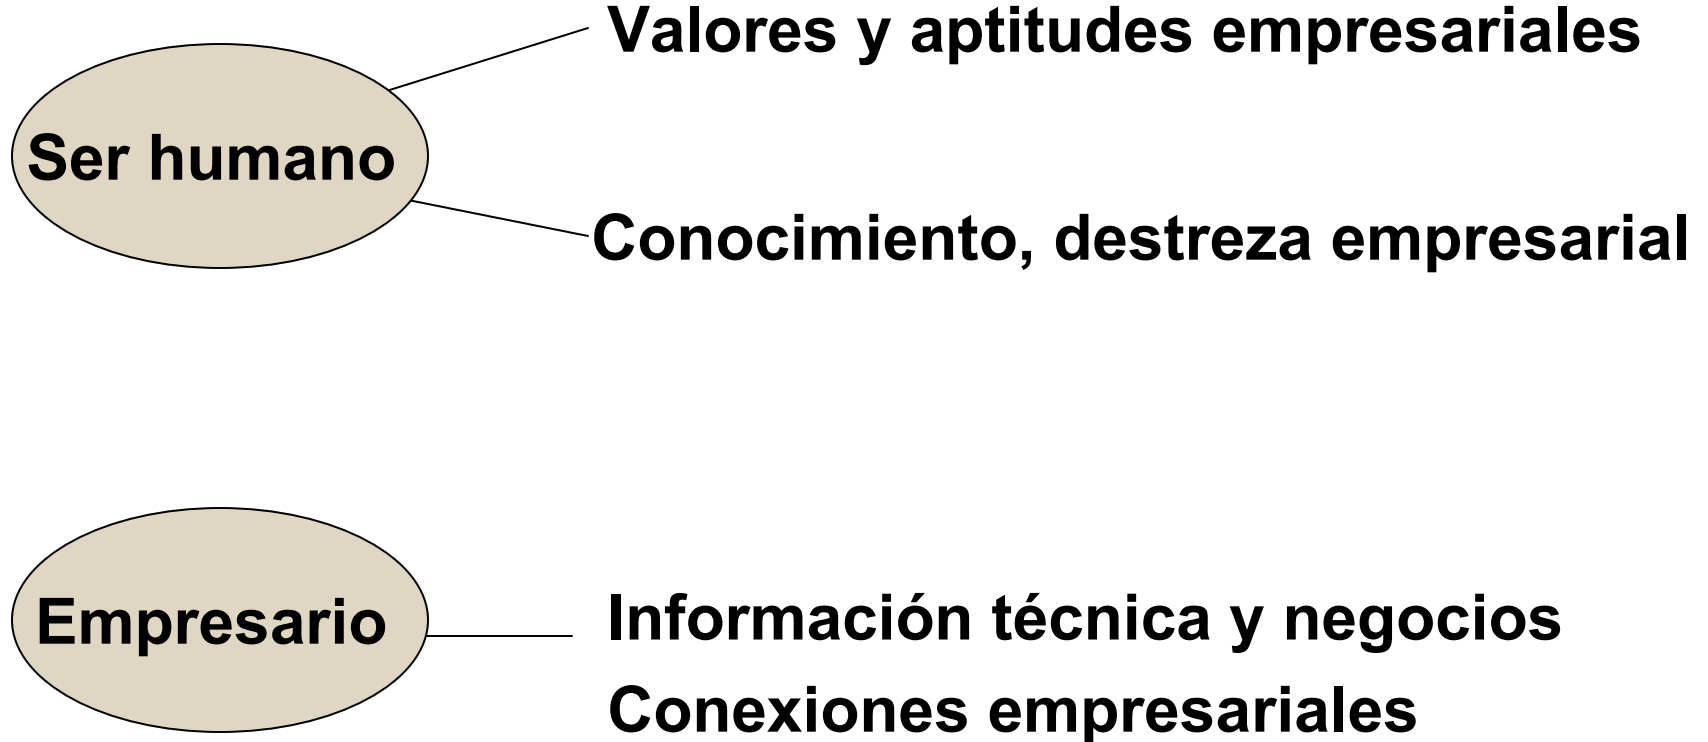 Valores y aptitudes empresariales
Ser humano
Conocimiento, destreza empresarial
Empresario
Información técnica y negocios
Conexiones empresariales